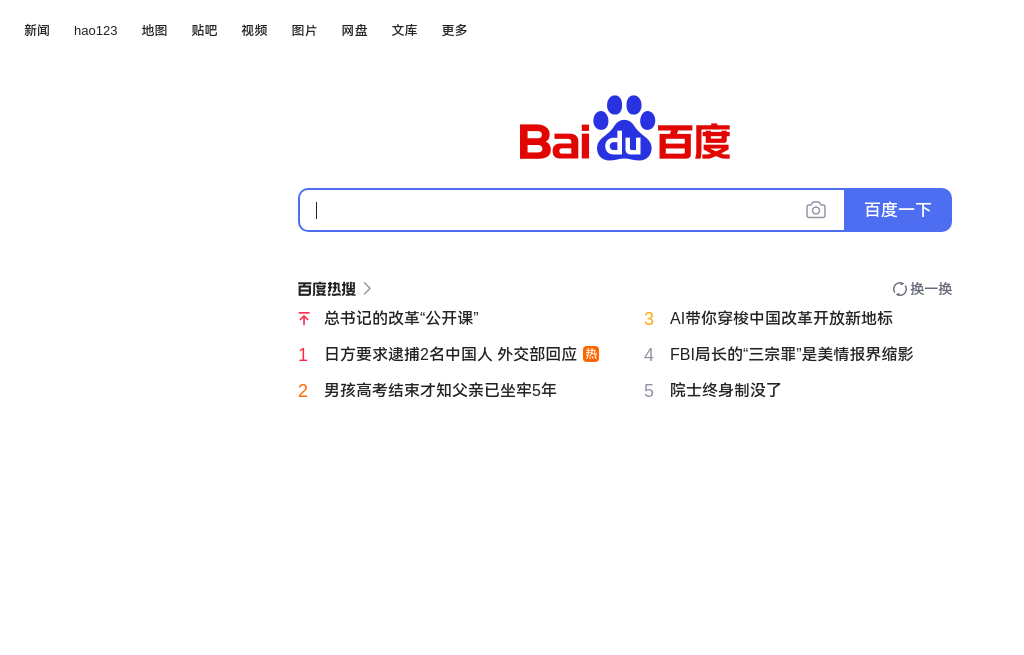 新闻 hao123 地图 贴吧 视频 图片 网盘 文库 更多
Bai du 百度
百度一下
百度热搜
换一换
总书记的改革“公开课”
1 日方要求逮捕2名中国人 外交部回应 热
2 男孩高考结束才知父亲已坐牢5年
3 AI带你穿梭中国改革开放新地标
4 FBI局长的“三宗罪”是美情报界缩影
5 院士终身制没了